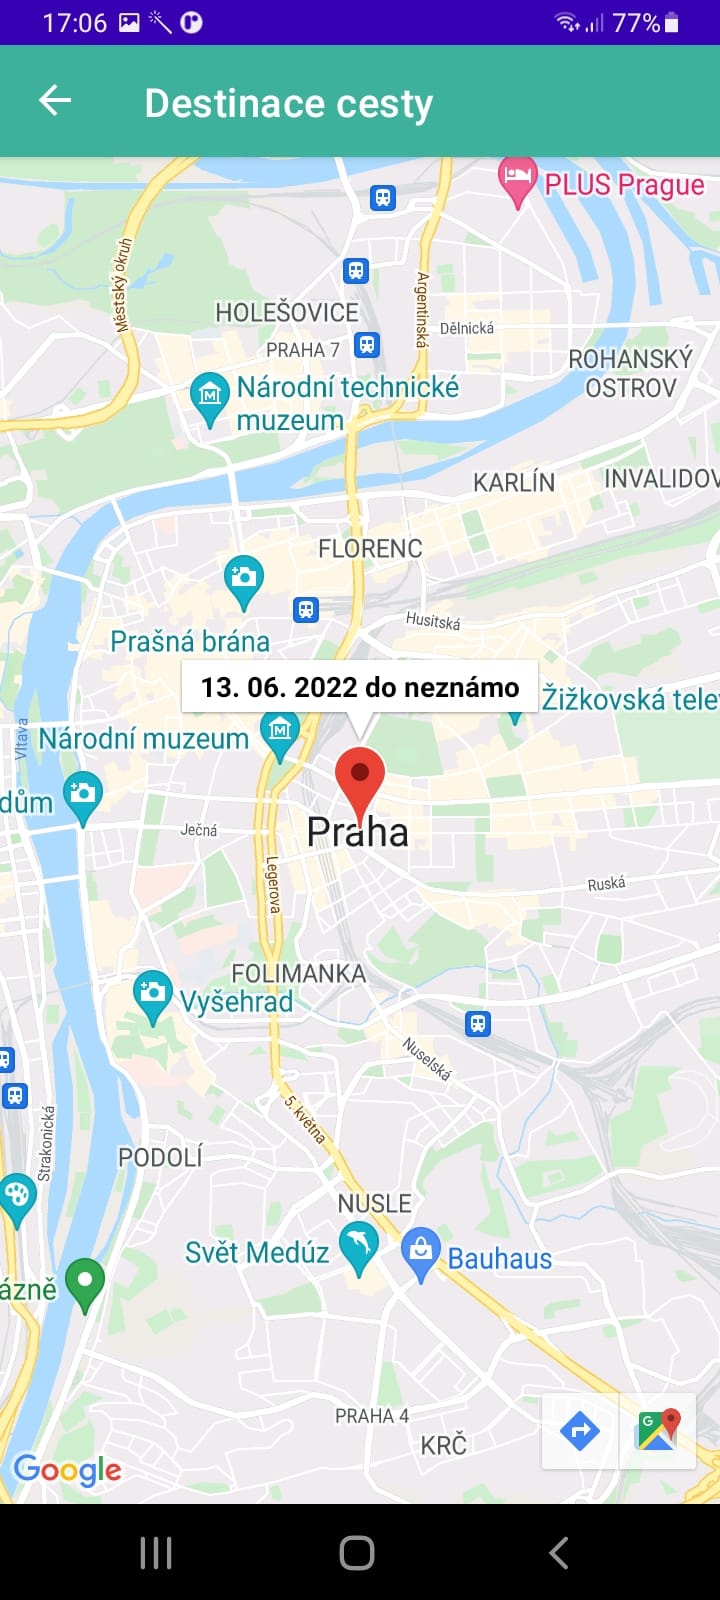 17:06
77%
Destinace cesty
PLUS Prague
Městský okruh
Argentinská
HOLEŠOVICE
Dělnická
PRAHA 7
ROHANSKÝ
OSTROV
Národní technické
muzeum
KARLÍN
INVALIDOV
FLORENC
Husitská
Prašná brána
13. 06. 2022 do neznámo
Žižkovská tele
Vltava
Národní muzeum
dům
Ječná
Praha
Legerova
Ruská
FOLIMANKA
Vyšehrad
Nuselská
5. května
Strakonická
PODOLÍ
NUSLE
Svět Medúz
Bauhaus
ázně
PRAHA 4
KRČ
Google